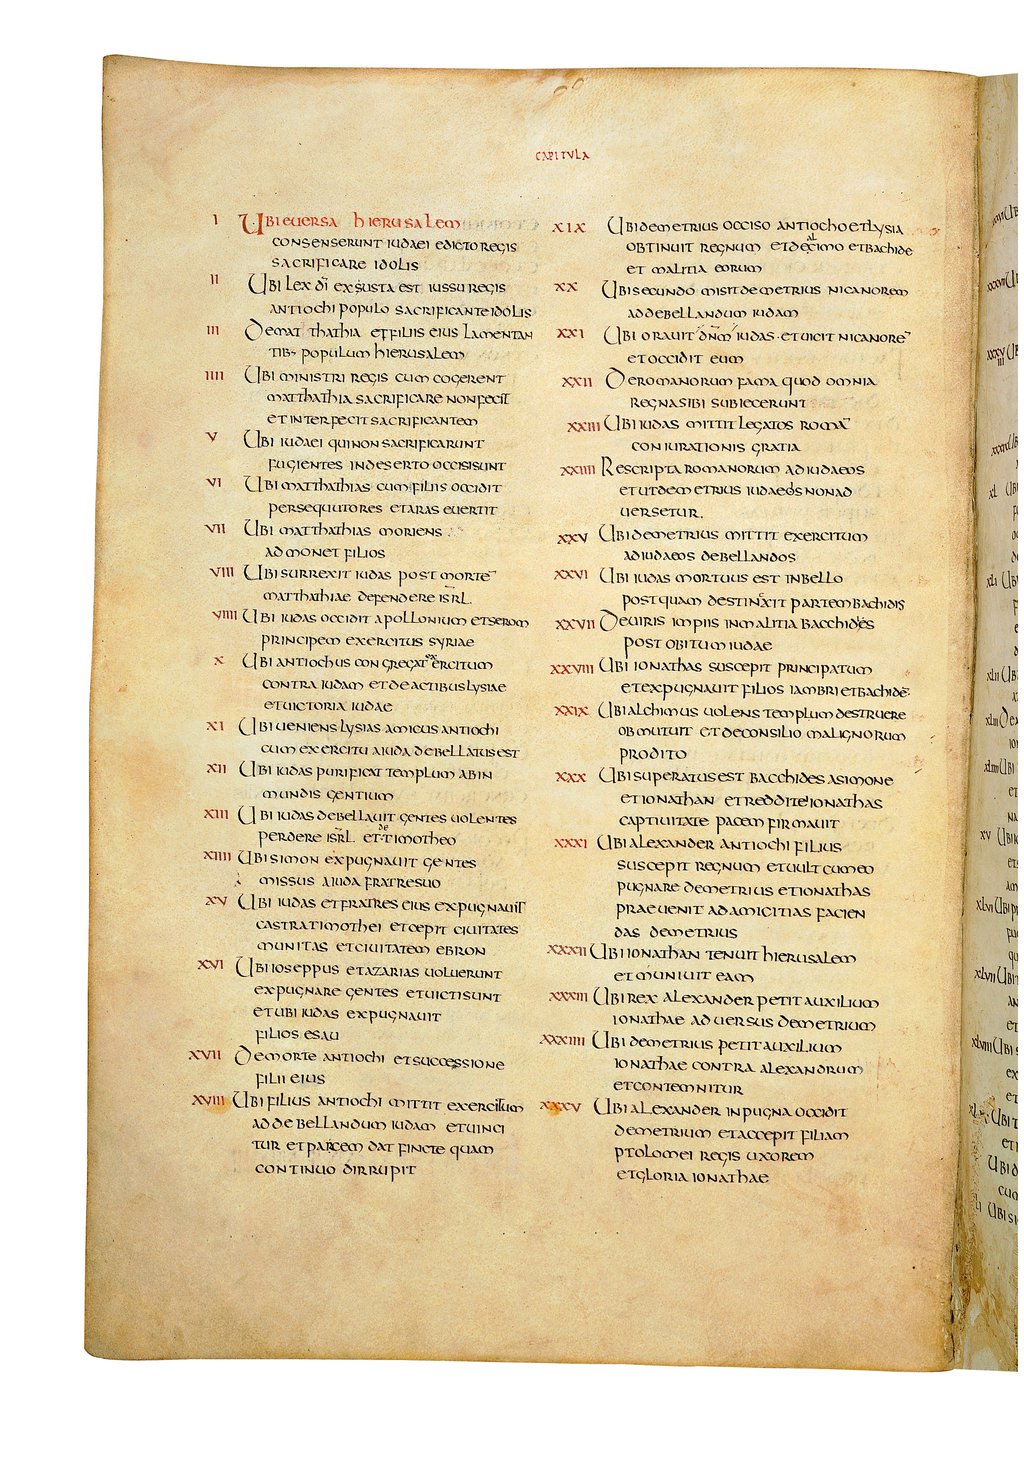 CAPITULA
I UBI EUERSA HIERUSALEM
CONSENSERUNT IUDAEI EDICTO REGIS
SACRIFICARE IDOLIS
II UBI LEX DĪ EXSUSTA EST IUSSU REGIS
ANTIOCHI POPULO SACRIFICANTE IDOLIS
III DE MATTHATHIA ET FILIIS EIUS LAMENTAN
TIB; POPULUM HIERUSALEM
IIII UBI MINISTRI REGIS CUM COGERENT
MATTHATHIA SACRIFICARE NON FECIT
ET INTERFECIT SACRIFICANTEM
V UBI IUDAEI QUI NON SACRIFICARUNT
FUGIENTES IN DESERTO OCCISI SUNT
VI UBI MATTHATHIAS CUM FILIIS OCCIDIT
PERSEQUUTORES ET ARAS EUERTIT
VII UBI MATTHATHIAS MORIENS
ADMONET FILIOS
VIII UBI SURREXIT IUDAS POST MORTĒ
MATTHATHIAE DEFENDERE ISRL̄
VIIII UBI IUDAS OCCIDIT APOLLONIUM ET SEROM
PRINCIPEM EXERCITUS SYRIAE
X UBI ANTIOCHUS CONGREGAT EXERCITUM
CONTRA IUDAM ET DE ACTIBUS LYSIAE
ET UICTORIA IUDAE
XI UBI UENIENS LYSIAS AMICUS ANTIOCHI
CUM EXERCITU A IUDA DEBELLATUS EST
XII UBI IUDAS PURIFICAT TEMPLUM AB IN
MUNDIS GENTIUM
XIII UBI IUDAS DEBELLAUIT GENTES UOLENTES
PERDERE ISRL̄ ET DE TIMOTHEO
XIIII UBI SIMON EXPUGNAUIT GENTES
MISSUS A IUDA FRATRE SUO
XV UBI IUDAS ET FRATRES EIUS EXPUGNAUIT
CASTRA TIMOTHEI ET CEPIT CIUITATES
MUNITAS ET CIUITATEM EBRON
XVI UBI IOSEPPUS ET AZARIAS UOLUERUNT
EXPUGNARE GENTES ET UICTI SUNT
ET UBI IUDAS EXPUGNAUIT
FILIOS ESAU
XVII DE MORTE ANTIOCHI ET SUCCESSIONE
FILII EIUS
XVIII UBI FILIUS ANTIOCHI MITTIT EXERCITUM
AD DEBELLANDUM IUDAM ET UINCI
TUR ET PACEM DAT FINCTE QUAM
CONTINUO DIRRUPIT
XIX UBI DEMETRIUS OCCISO ANTIOCHO ET LYSIA
OBTINUIT REGNUM ET DE ALCIMO ET BACHIDE
ET MALITIA EORUM
XX UBI SECUNDO MISIT DEMETRIUS NICANOREM
AD DEBELLANDUM IUDAM
XXI UBI ORAUIT DN̄M IUDAS·ET UICIT NICANORĒ
ET OCCIDIT EUM
XXII DE ROMANORUM FAMA QUOD OMNIA
REGNA SIBI SUBIECERUNT
XXIII UBI IUDAS MITTIT LEGATOS ROMĀ
CONIURATIONIS GRATIA
XXIIII RESCRIPTA ROMANORUM AD IUDAEOS
ET UT DEMETRIUS IUDAEOS NON AD
UERSETUR.
XXV UBI DEMETRIUS MITTIT EXERCITUM
AD IUDAEOS DEBELLANDOS
XXVI UBI IUDAS MORTUUS EST IN BELLO
POSTQUAM DESTINXIT PARTEM BACHIDIS
XXVII DE UIRIS IMPIIS IN MALITIA BACCHIDES
POST OBITUM IUDAE
XXVIII UBI IONATHAS SUSCEPIT PRINCIPATUM
ET EXPUGNAUIT FILIOS IAMBRI ET BACHIDĒ
XXIX UBI ALCHIMUS UOLENS TEMPLUM DESTRUERE
OBMUTUIT ET DE CONSILIO MALIGNORUM
PRODITO
XXX UBI SUPERATUS EST BACCHIDES A SIMONE
ET IONATHAN ET REDDITE IONATHAS
CAPTIUITATE PACEM FIRMAUIT
XXXI UBI ALEXANDER ANTIOCHI FILIUS
SUSCEPIT REGNUM ET UULT CUM EO
PUGNARE DEMETRIUS ET IONATHAS
PRAEUENIT AD AMICITIAS FACIEN
DAS DEMETRIUS
XXXII UBI IONATHAN TENUIT HIERUSALEM
ET MUNIUIT EAM
XXXIII UBI REX ALEXANDER PETIT AUXILIUM
IONATHAE ADUERSUS DEMETRIUM
XXXIIII UBI DEMETRIUS PETIT AUXILIUM
IONATHAE CONTRA ALEXANDRUM
ET CONTEMNITUR
XXXV UBI ALEXANDER IN PUGNA OCCIDIT
DEMETRIUM ET ACCEPIT FILIAM
PTOLOMEI REGIS UXOREM
ET GLORIA IONATHAE